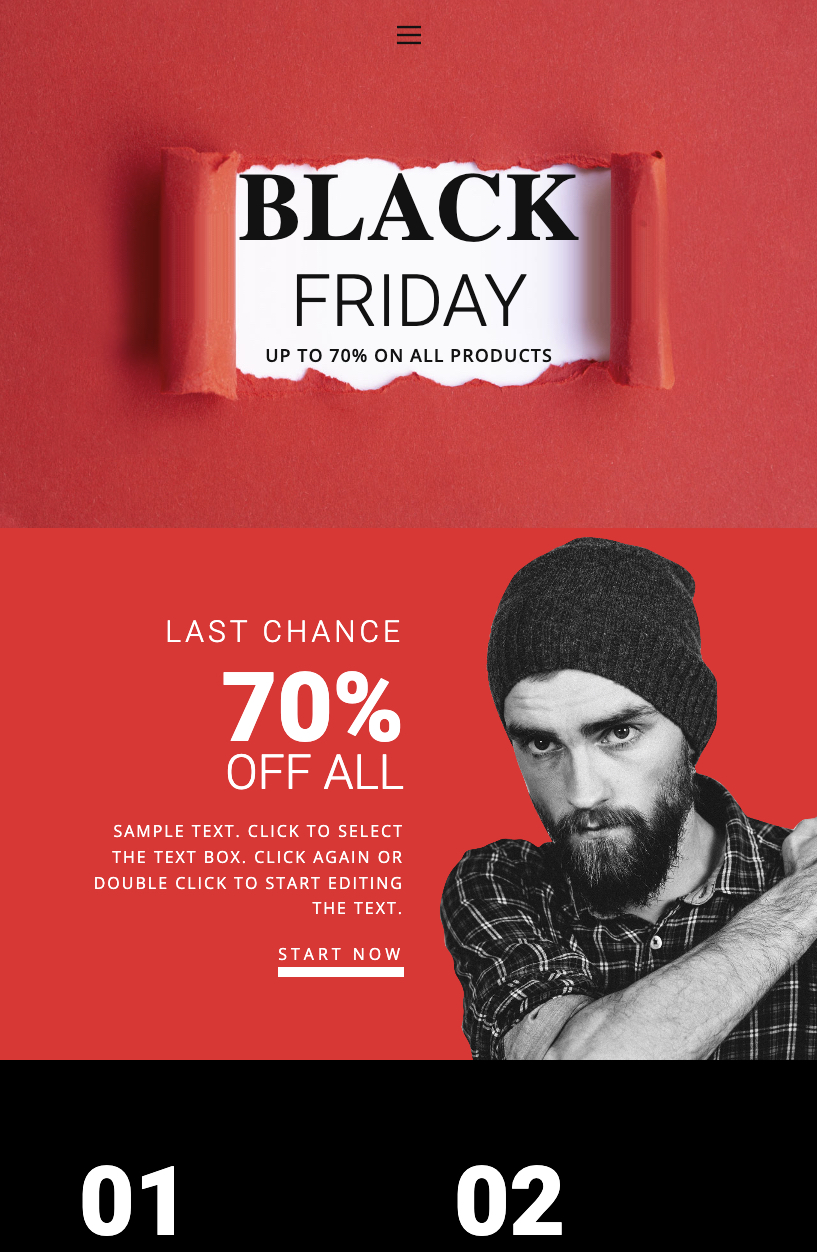 BLACK
FRIDAY
UP TO 70% ON ALL PRODUCTS
LAST CHANCE
70%
OFF ALL
SAMPLE TEXT. CLICK TO SELECT
THE TEXT BOX. CLICK AGAIN OR
DOUBLE CLICK TO START EDITING
THE TEXT.
START NOW
01
02